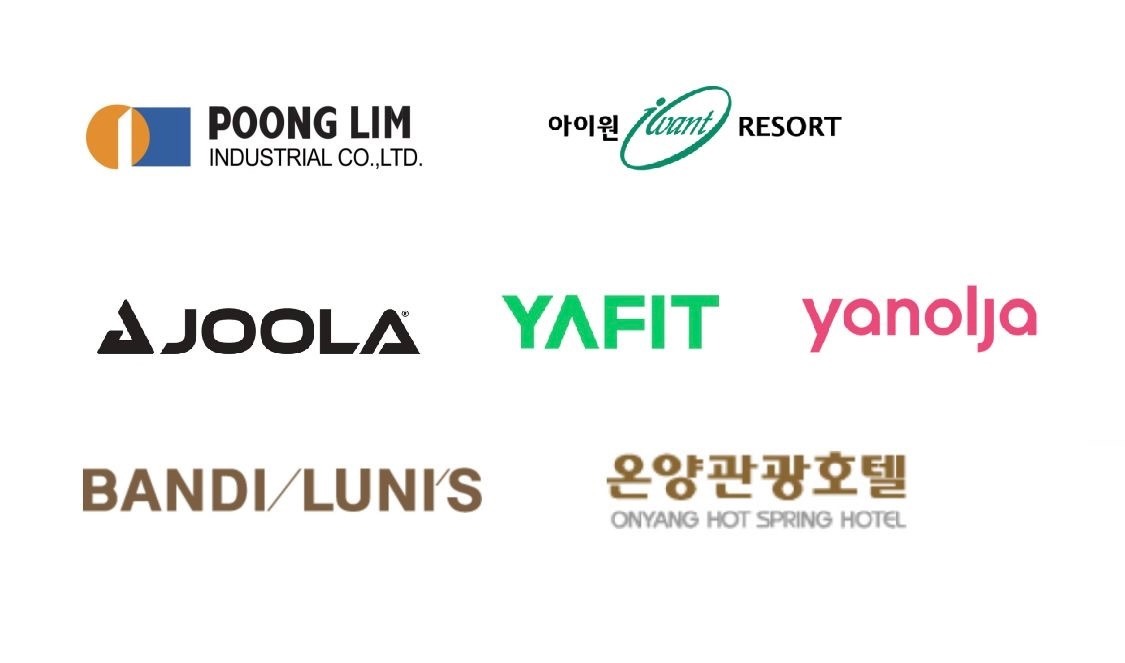 POONG LIM
INDUSTRIAL CO.,LTD.
아이원 iwant RESORT
JOOLA®
YAFIT
yanolja
BANDI/LUNI'S
온양관광호텔
ONYANG HOT SPRING HOTEL